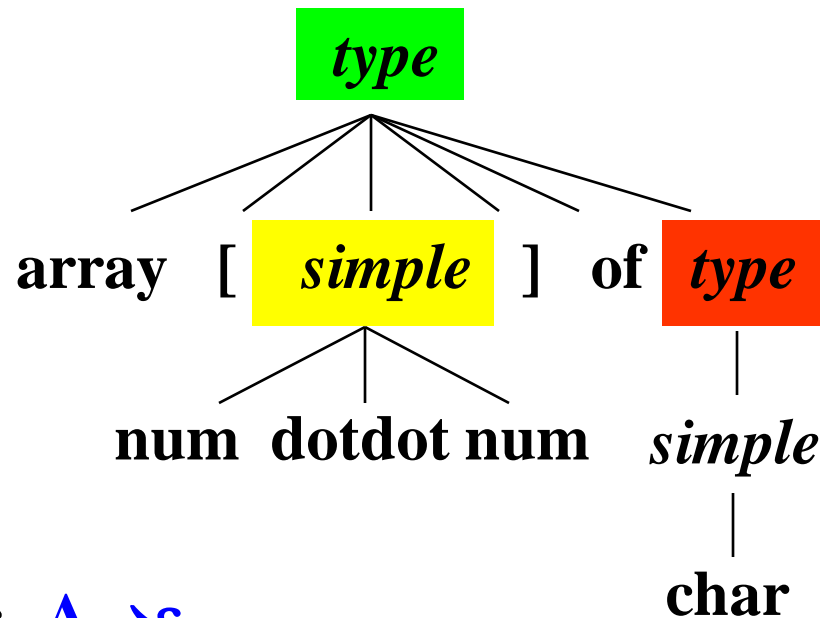 type
array [ simple ] of type
num dotdot num simple
char